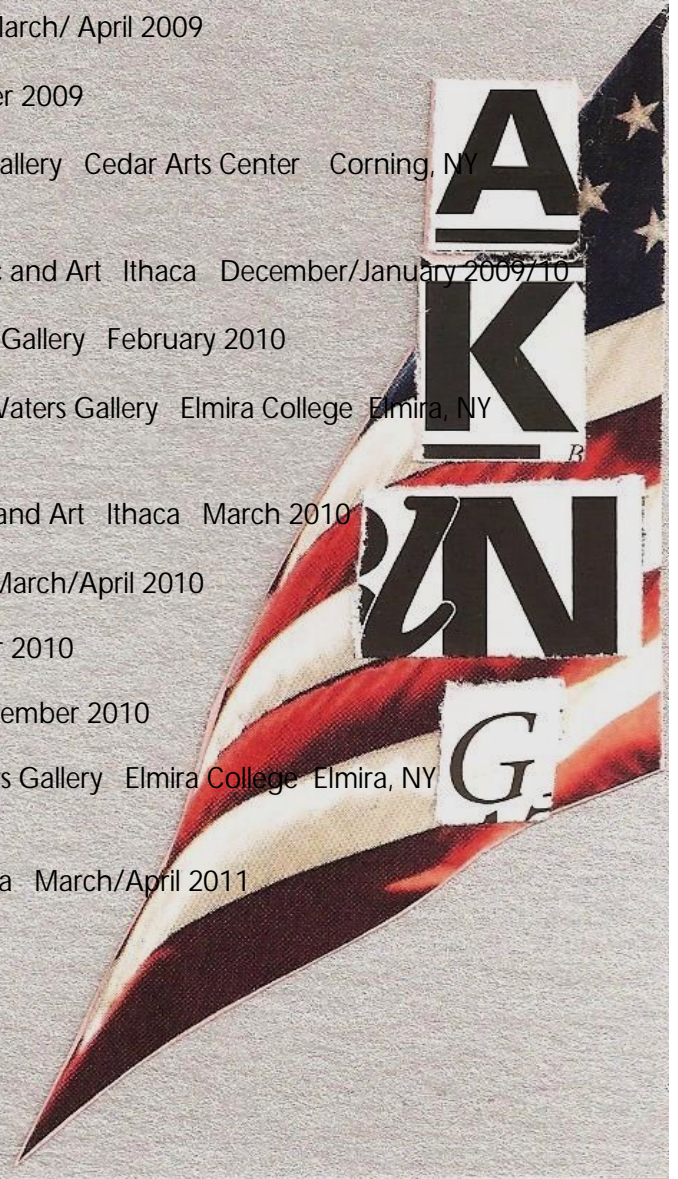 March/ April 2009
er 2009
allery Cedar Arts Center Corning, NY
c and Art Ithaca December/January 2009/10
Gallery February 2010
Waters Gallery Elmira College Elmira, NY
and Art Ithaca March 2010
March/April 2010
r 2010
ember 2010
s Gallery Elmira College Elmira, NY
a March/April 2011
A
K
B
N
G